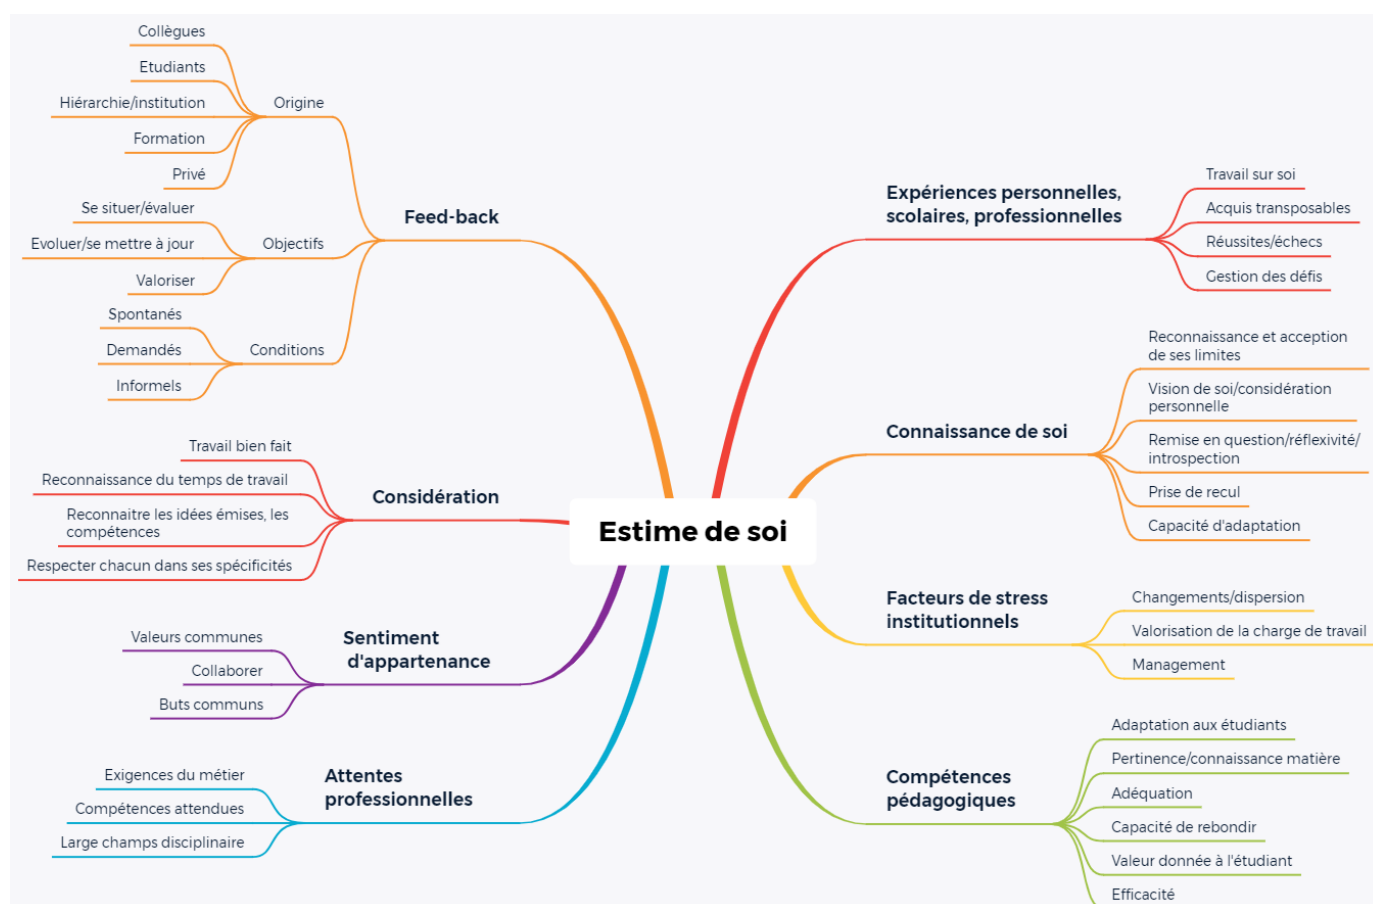 Estime de soi
Feed-back
Origine
Collègues
Etudiants
Hiérarchie/institution
Formation
Privé
Objectifs
Se situer/évaluer
Evoluer/se mettre à jour
Valoriser
Conditions
Spontanés
Demandés
Informels
Considération
Travail bien fait
Reconnaissance du temps de travail
Reconnaitre les idées émises, les
compétences
Respecter chacun dans ses spécificités
Sentiment
d'appartenance
Valeurs communes
Collaborer
Buts communs
Attentes
professionnelles
Exigences du métier
Compétences attendues
Large champs disciplinaire
Expériences personnelles,
scolaires, professionnelles
Travail sur soi
Acquis transposables
Réussites/échecs
Gestion des défis
Connaissance de soi
Reconnaissance et acception
de ses limites
Vision de soi/considération
personnelle
Remise en question/réflexivité/
introspection
Prise de recul
Capacité d'adaptation
Facteurs de stress
institutionnels
Changements/dispersion
Valorisation de la charge de travail
Management
Compétences
pédagogiques
Adaptation aux étudiants
Pertinence/connaissance matière
Adéquation
Capacité de rebondir
Valeur donnée à l'étudiant
Efficacité